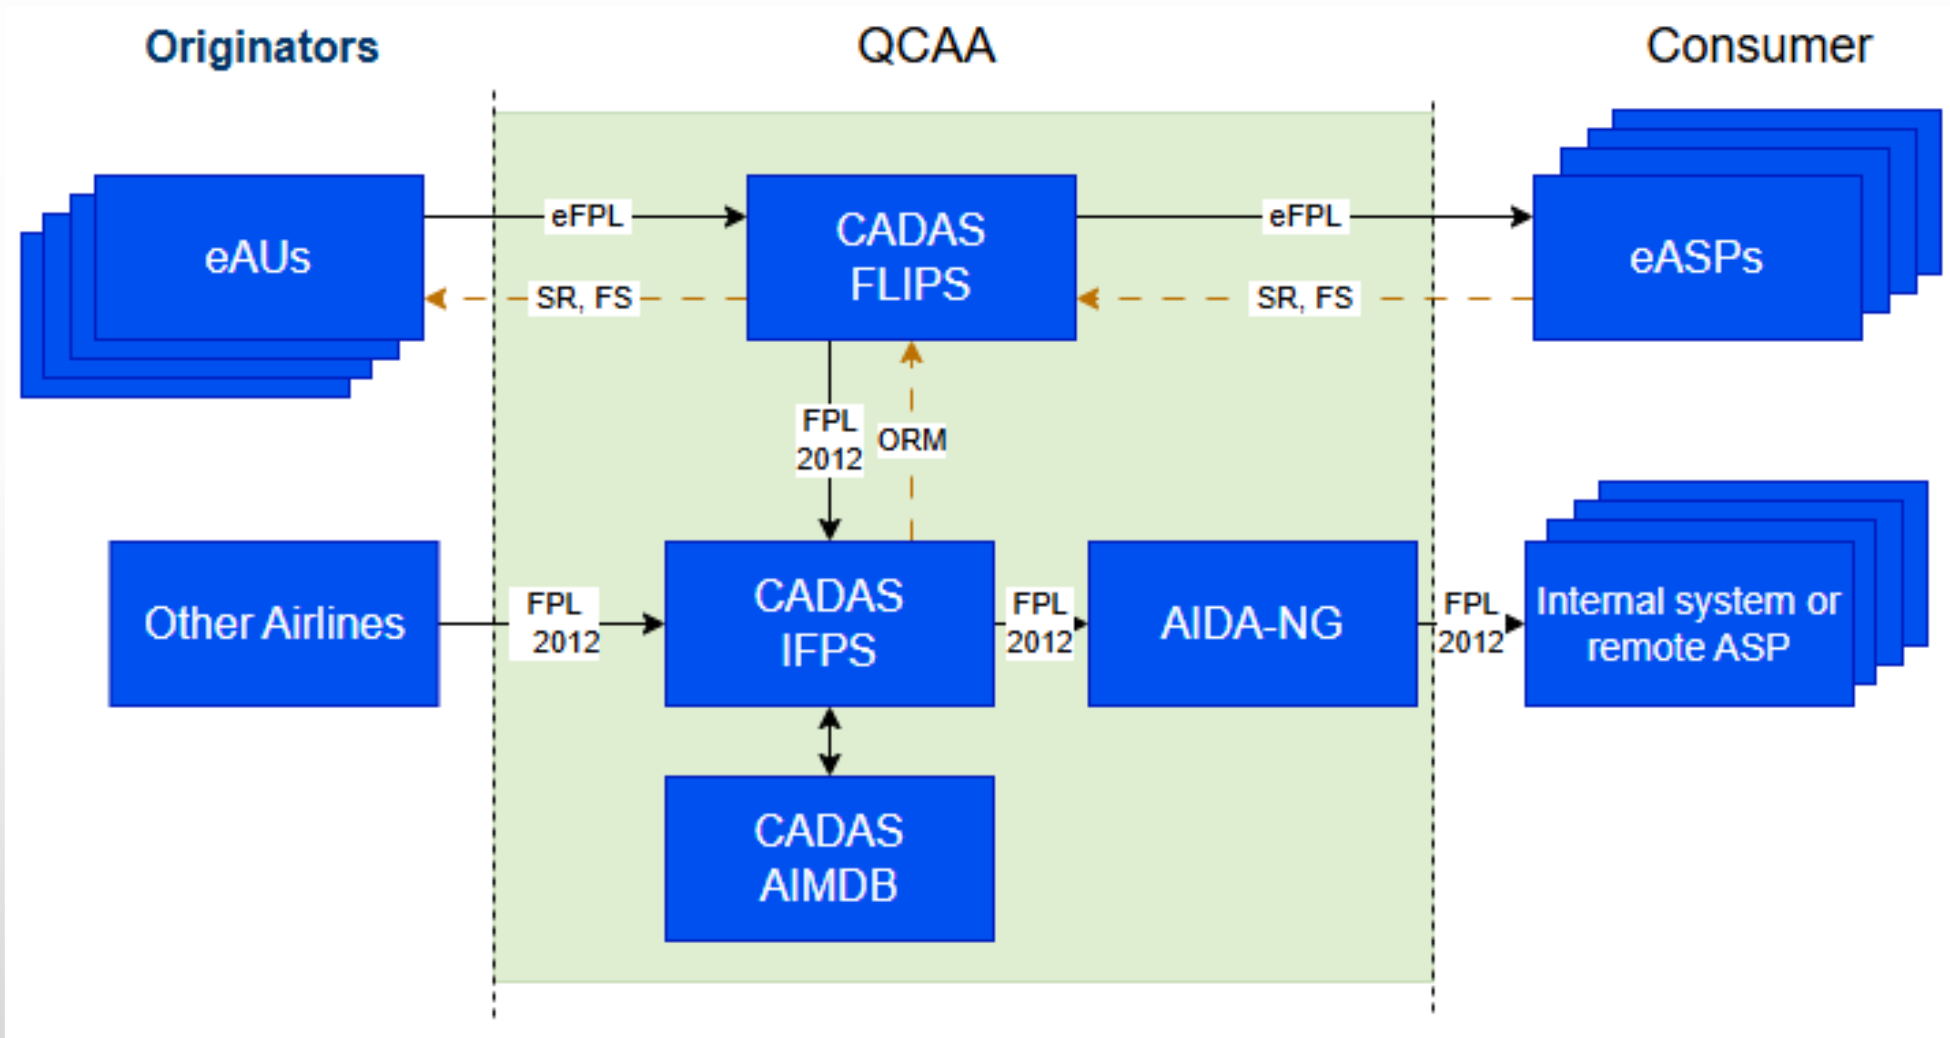 Originators
QCAA
Consumer
eAUs
eFPL
SR, FS
CADAS
FLIPS
eFPL
SR, FS
eASPs
FPL
2012
ORM
Other Airlines
FPL
2012
CADAS
IFPS
FPL
2012
AIDA-NG
FPL
2012
Internal system or
remote ASP
CADAS
AIMDB